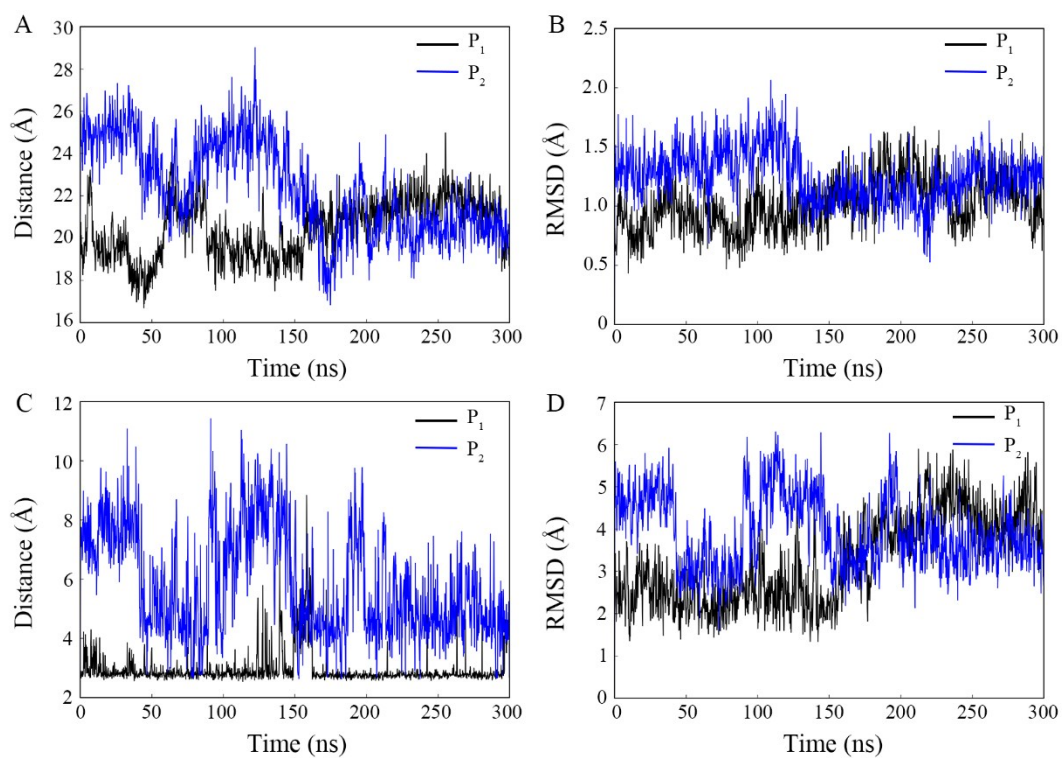 A
30
28
26
24
22
20
18
16
Distance (Å)
P1
P2
0 50 100 150 200 250 300
Time (ns)
B
2.5
2.0
1.5
1.0
0.5
0
RMSD (Å)
P1
P2
0 50 100 150 200 250 300
Time (ns)
C
12
10
8
6
4
2
Distance (Å)
P1
P2
0 50 100 150 200 250 300
Time (ns)
D
7
6
5
4
3
2
1
0
RMSD (Å)
P1
P2
0 50 100 150 200 250 300
Time (ns)